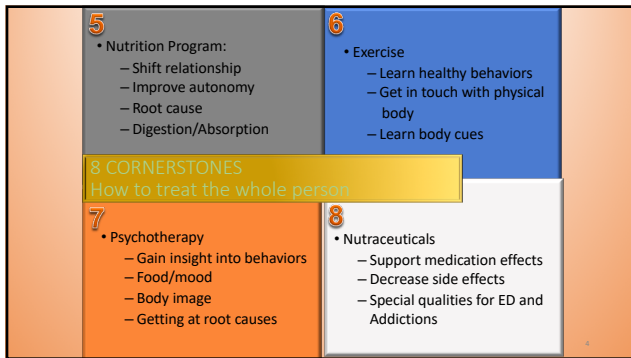 5
• Nutrition Program:
– Shift relationship
– Improve autonomy
– Root cause
– Digestion/Absorption
6
• Exercise
– Learn healthy behaviors
– Get in touch with physical
body
– Learn body cues
8 CORNERSTONES
How to treat the whole person
7
• Psychotherapy
– Gain insight into behaviors
– Food/mood
– Body image
– Getting at root causes
8
• Nutraceuticals
– Support medication effects
– Decrease side effects
– Special qualities for ED and
Addictions
4